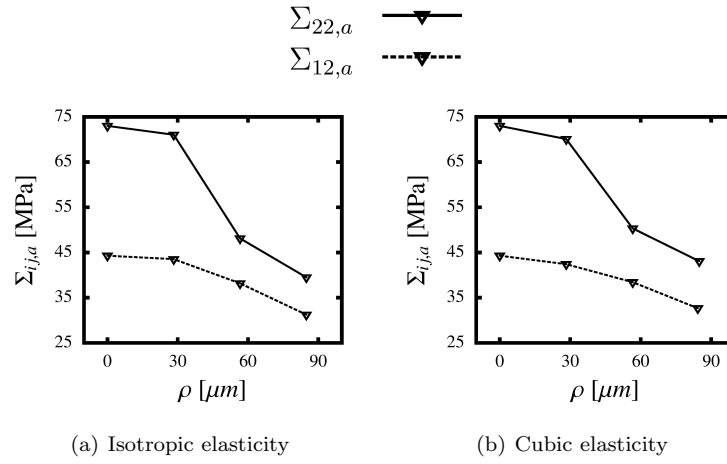 Σ22,a
Σ12,a
75
65
55
45
35
25
Σij,a [MPa]
0 30 60 90
ρ [μm]
(a) Isotropic elasticity
75
65
55
45
35
25
Σij,a [MPa]
0 30 60 90
ρ [μm]
(b) Cubic elasticity